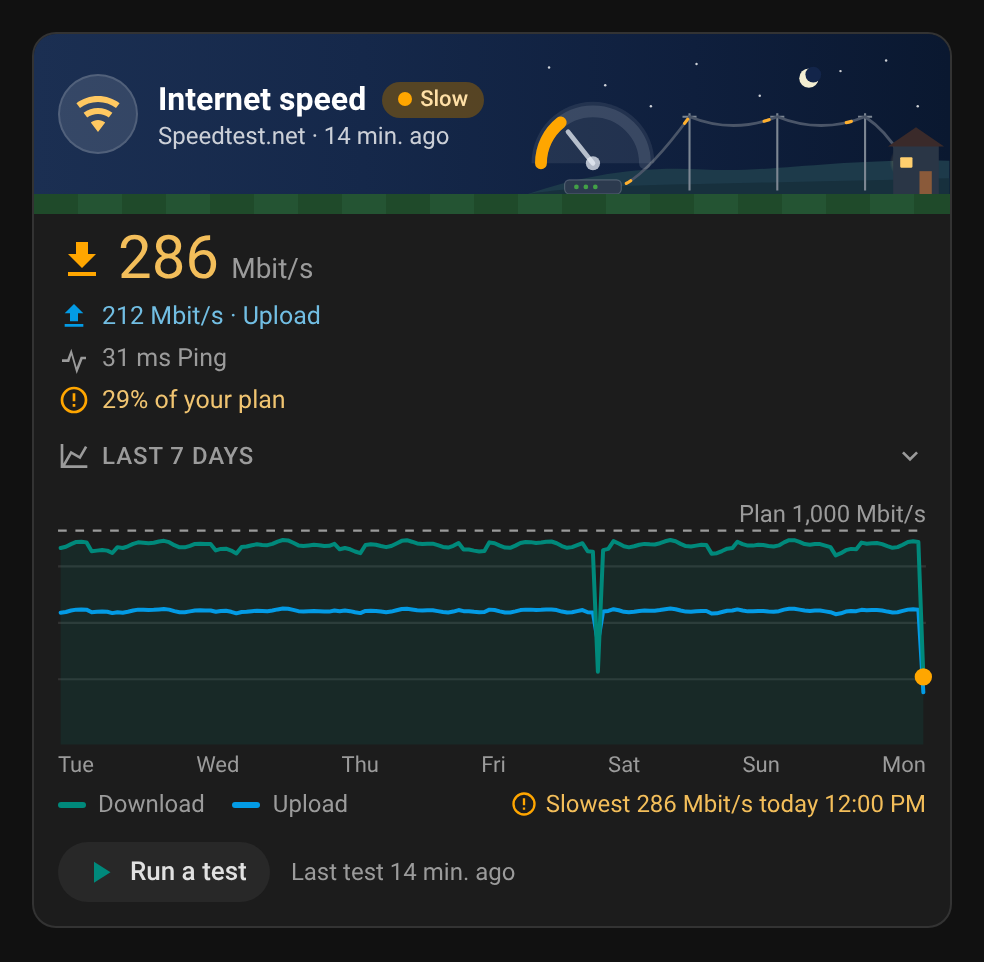 Internet speed
Slow
Speedtest.net · 14 min. ago
286 Mbit/s
212 Mbit/s · Upload
31 ms Ping
29% of your plan
LAST 7 DAYS
Plan 1,000 Mbit/s
Tue Wed Thu Fri Sat Sun Mon
Download Upload
Slowest 286 Mbit/s today 12:00 PM
Run a test
Last test 14 min. ago